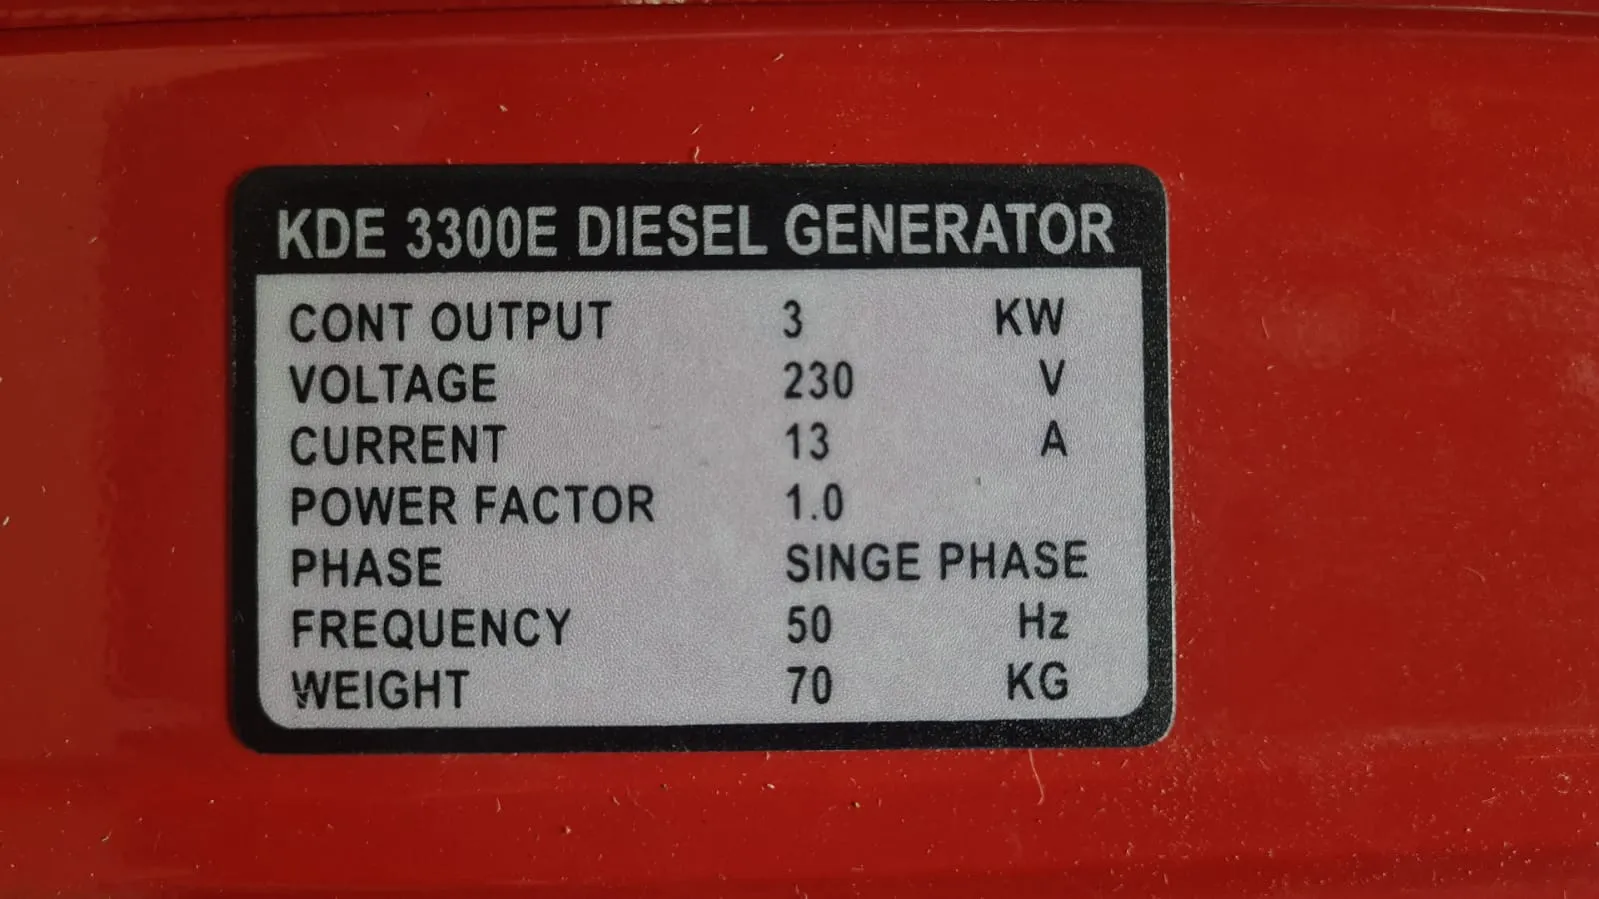 KDE 3300E DIESEL GENERATOR
CONT OUTPUT 3 KW
VOLTAGE 230 V
CURRENT 13 A
POWER FACTOR 1.0
PHASE SINGE PHASE
FREQUENCY 50 Hz
WEIGHT 70 KG